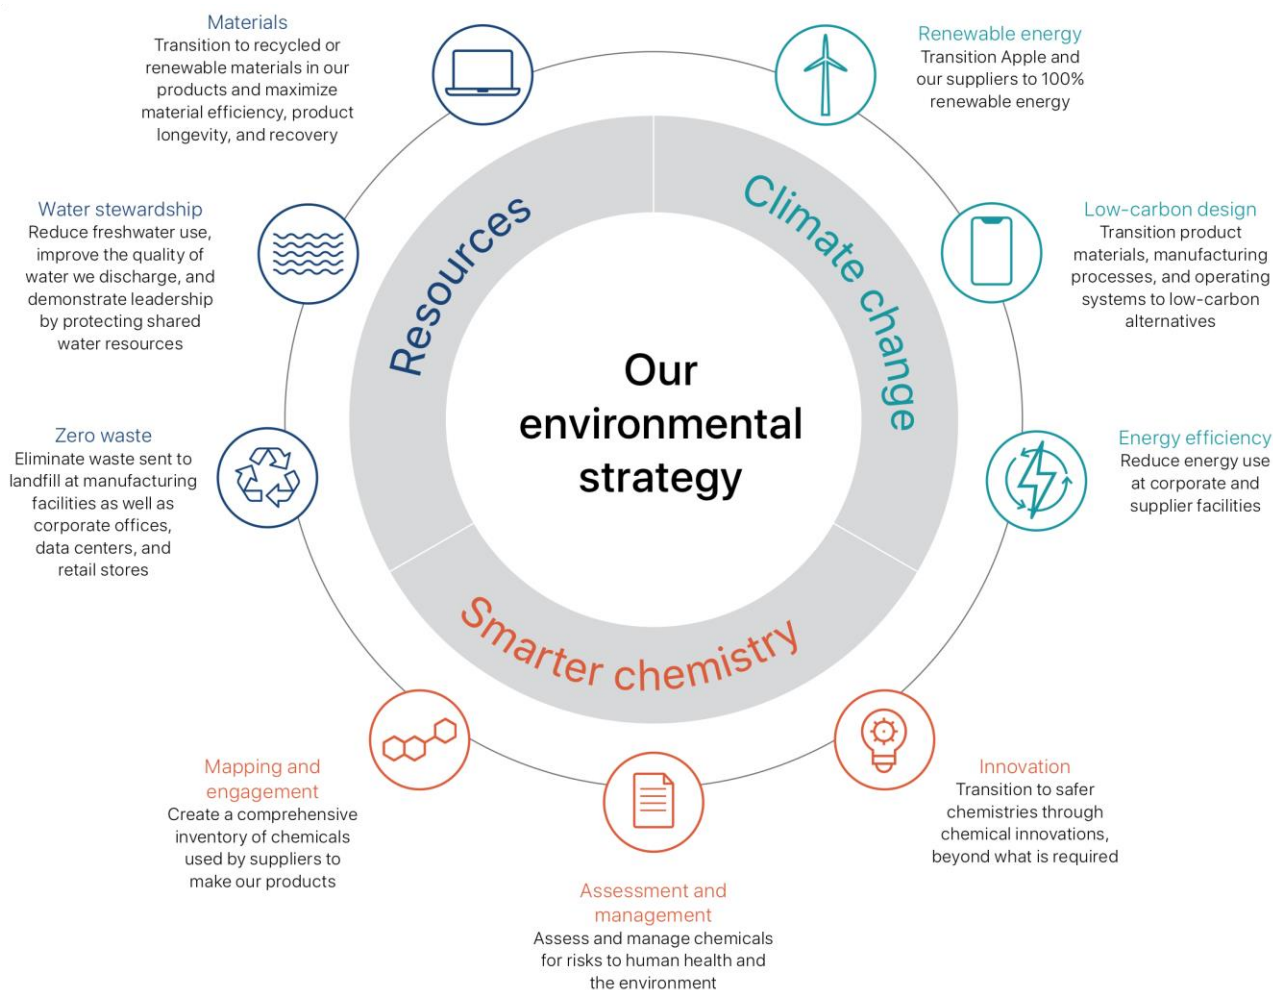 Our
environmental
strategy
Climate change
Renewable energy
Transition Apple and
our suppliers to 100%
renewable energy
Low-carbon design
Transition product
materials, manufacturing
processes, and operating
systems to low-carbon
alternatives
Energy efficiency
Reduce energy use
at corporate and
supplier facilities
Smarter chemistry
Innovation
Transition to safer
chemistries through
chemical innovations,
beyond what is required
Assessment and
management
Assess and manage chemicals
for risks to human health and
the environment
Mapping and
engagement
Create a comprehensive
inventory of chemicals
used by suppliers to
make our products
Resources
Zero waste
Eliminate waste sent to
landfill at manufacturing
facilities as well as
corporate offices,
data centers, and
retail stores
Water stewardship
Reduce freshwater use,
improve the quality of
water we discharge, and
demonstrate leadership
by protecting shared
water resources
Materials
Transition to recycled or
renewable materials in our
products and maximize
material efficiency, product
longevity, and recovery